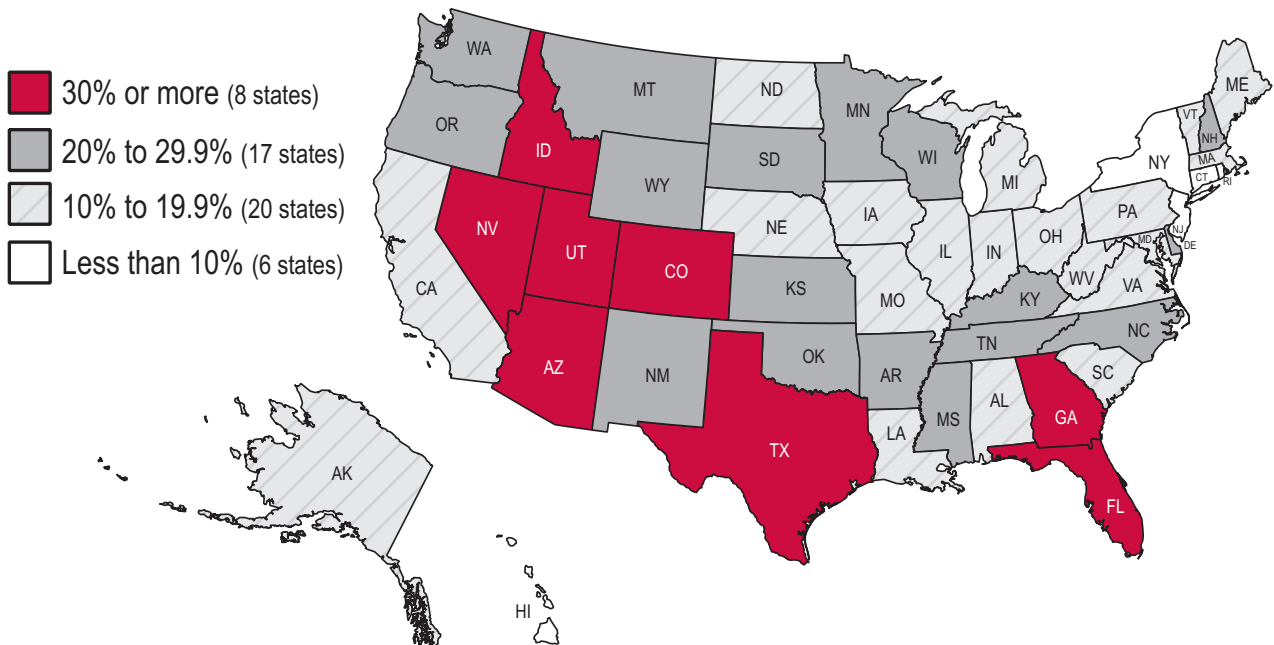 30% or more (8 states)
20% to 29.9% (17 states)
10% to 19.9% (20 states)
Less than 10% (6 states)
WA
MT
ND
MN
ME
VT
NH
OR
ID
SD
WI
NY
MA
CT
RI
WY
MI
NV
NE
IA
PA
NJ
UT
CO
IL
IN
OH
MD
DE
CA
KS
MO
WV
VA
KY
AZ
NM
OK
AR
TN
NC
SC
MS
AL
GA
LA
TX
AK
FL
HI